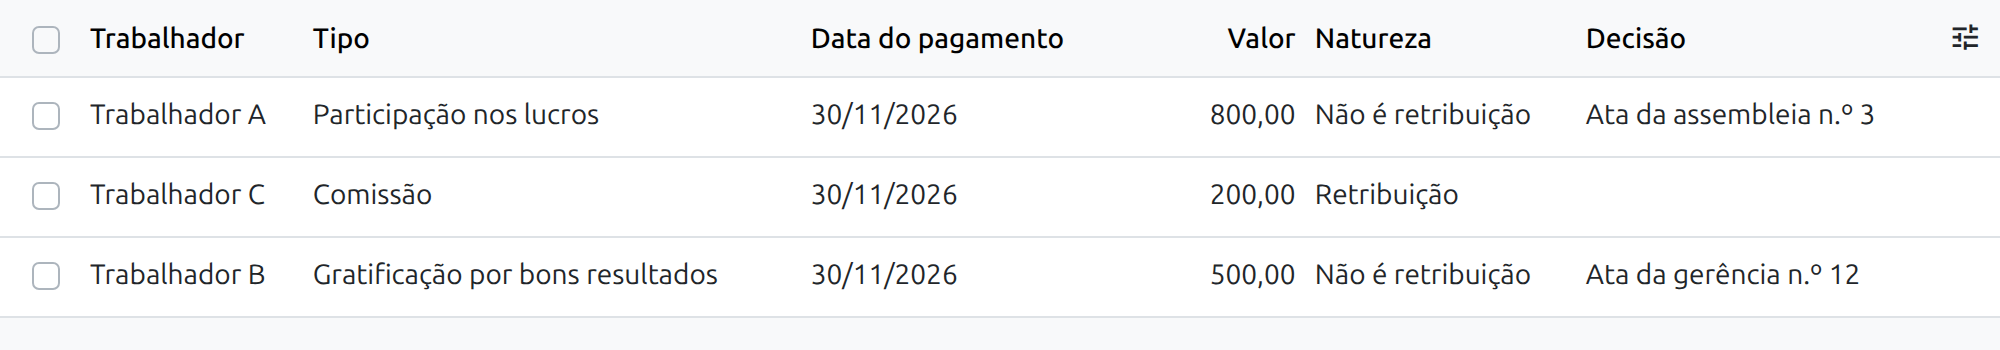 Trabalhador Tipo Data do pagamento Valor Natureza Decisão
Trabalhador A Participação nos lucros 30/11/2026 800,00 Não é retribuição Ata da assembleia n.º 3
Trabalhador C Comissão 30/11/2026 200,00 Retribuição
Trabalhador B Gratificação por bons resultados 30/11/2026 500,00 Não é retribuição Ata da gerência n.º 12